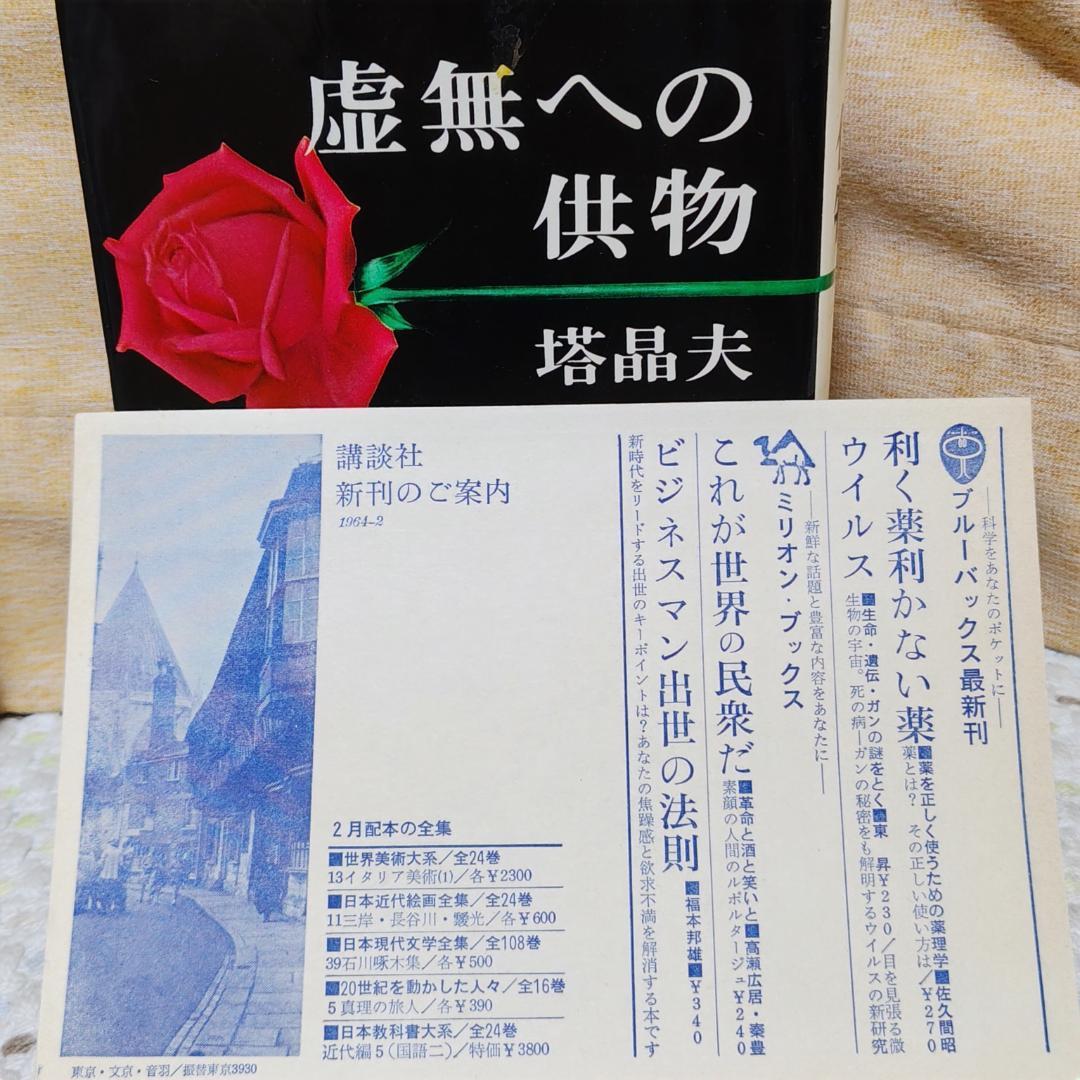 虚無への
供物
塔晶夫
講談社
新刊のご案内
1964-2
――科学をあなたのポケットに――
ブルーバックス最新刊
利く薬利かない薬
■薬を正しく使うための薬理学■佐久間昭
薬とは? その正しい使い方は/¥270
ウイルス
■生命・遺伝・ガンの謎をとく■東 昇¥230/目を見張る微
生物の宇宙。死の病―ガンの秘密をも解明するウイルスの新研究
――新鮮な話題と豊富な内容をあなたに――
ミリオン・ブックス
これが世界の民衆だ
■革命と酒と笑いと■高瀬広居・秦豊
素顔の人間のルポルタージュ¥240
ビジネスマン出世の法則
■福本邦雄■¥340
新時代をリードする出世のキーポイントは?あなたの焦躁感と欲求不満を解消する本です
2月配本の全集
■世界美術大系/全24巻
13イタリア美術(1)/各¥2300
■日本近代絵画全集/全24巻
11三岸・長谷川・靉光/各¥600
■日本現代文学全集/全108巻
39石川啄木集/各¥500
■20世紀を動かした人々/全16巻
5真理の旅人/各¥390
■日本教科書大系/全24巻
近代編5(国語二)/特価¥3800
東京・文京・音羽/振替東京3930